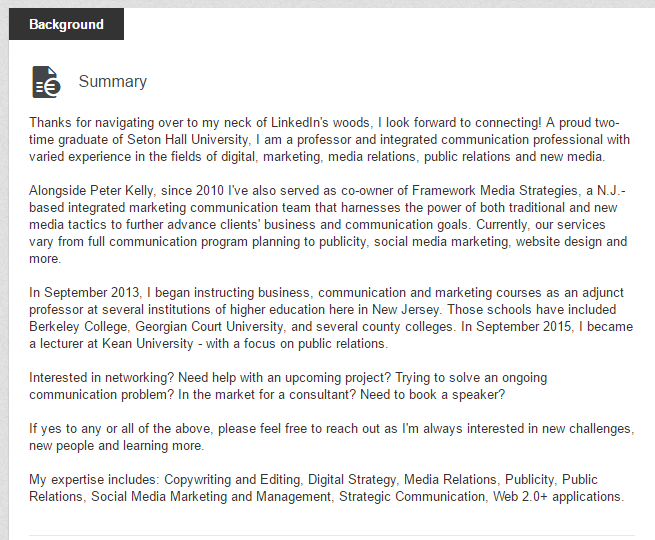 Background
Summary
Thanks for navigating over to my neck of LinkedIn's woods, I look forward to connecting! A proud two-
time graduate of Seton Hall University, I am a professor and integrated communication professional with
varied experience in the fields of digital, marketing, media relations, public relations and new media.
Alongside Peter Kelly, since 2010 I've also served as co-owner of Framework Media Strategies, a N.J.-
based integrated marketing communication team that harnesses the power of both traditional and new
media tactics to further advance clients' business and communication goals. Currently, our services
vary from full communication program planning to publicity, social media marketing, website design and
more.
In September 2013, I began instructing business, communication and marketing courses as an adjunct
professor at several institutions of higher education here in New Jersey. Those schools have included
Berkeley College, Georgian Court University, and several county colleges. In September 2015, I became
a lecturer at Kean University - with a focus on public relations.
Interested in networking? Need help with an upcoming project? Trying to solve an ongoing
communication problem? In the market for a consultant? Need to book a speaker?
If yes to any or all of the above, please feel free to reach out as I'm always interested in new challenges,
new people and learning more.
My expertise includes: Copywriting and Editing, Digital Strategy, Media Relations, Publicity, Public
Relations, Social Media Marketing and Management, Strategic Communication, Web 2.0+ applications.